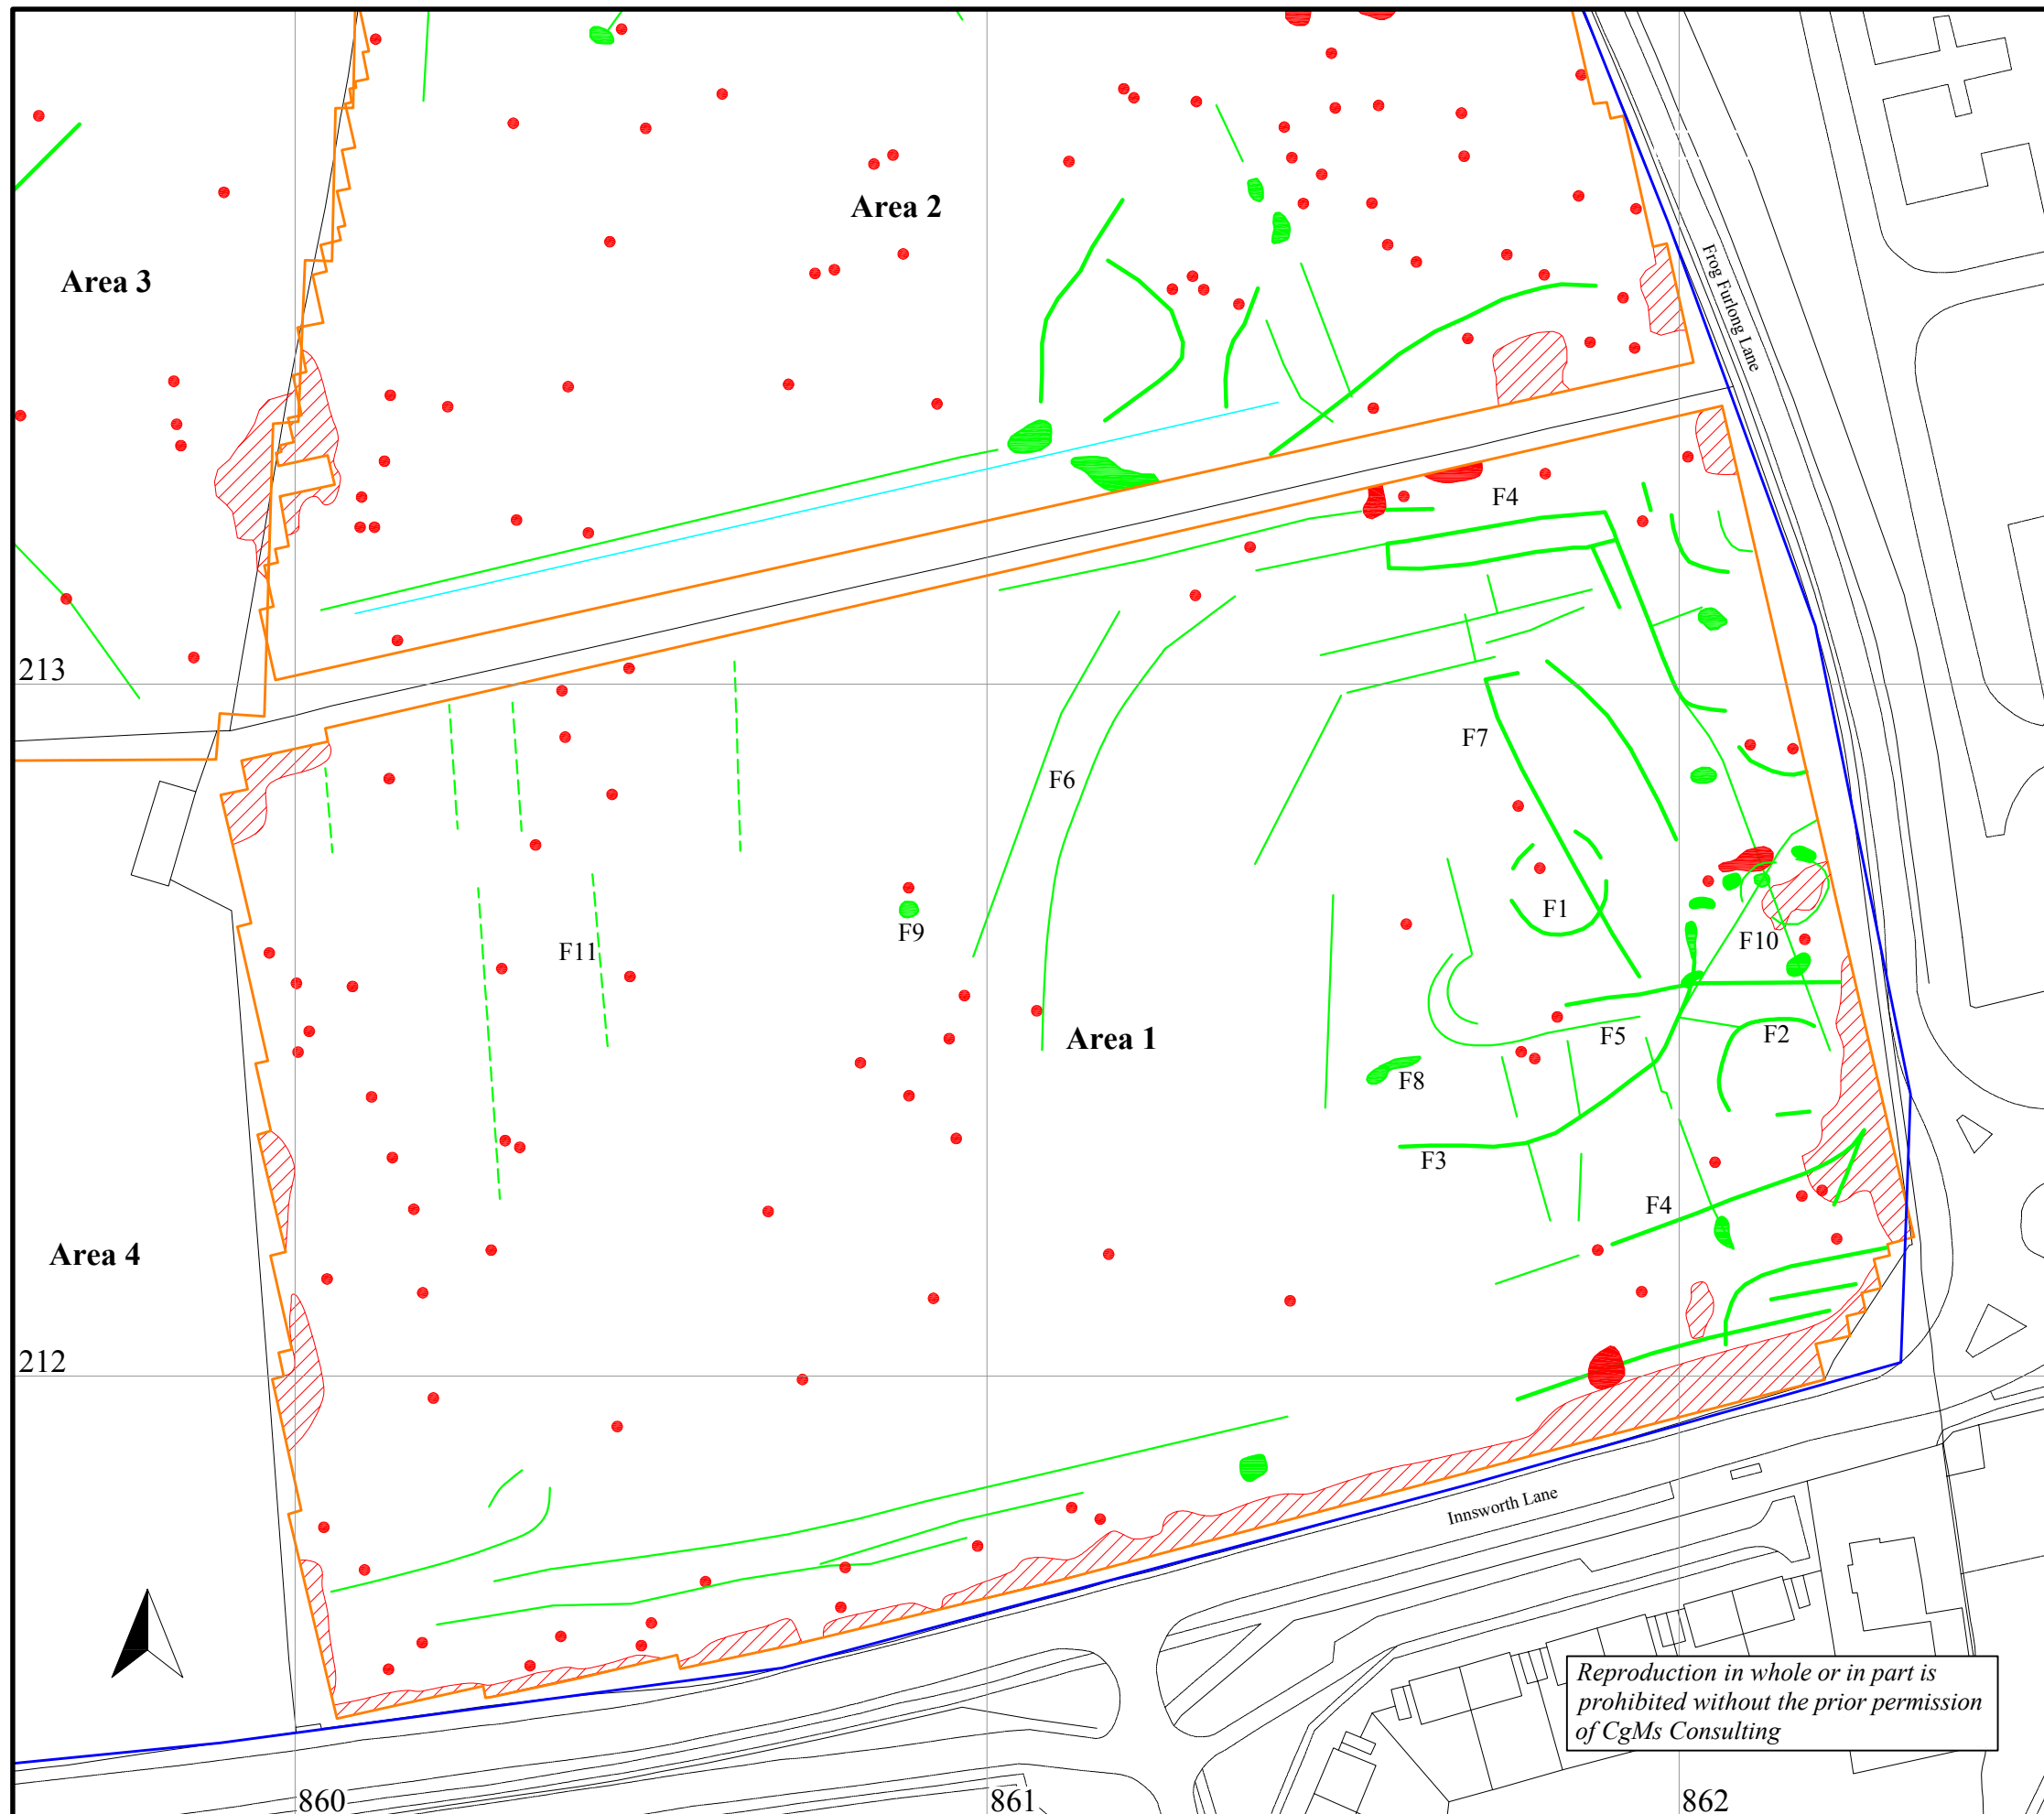 Area 2
Area 3
Frog Furlong Lane
F4
213
F7
F6
F1
F9
F10
F11
Area 1
F5
F2
F8
F3
F4
Area 4
212
Innsworth Lane
Reproduction in whole or in part is
prohibited without the prior permission
of CgMs Consulting
860
861
862